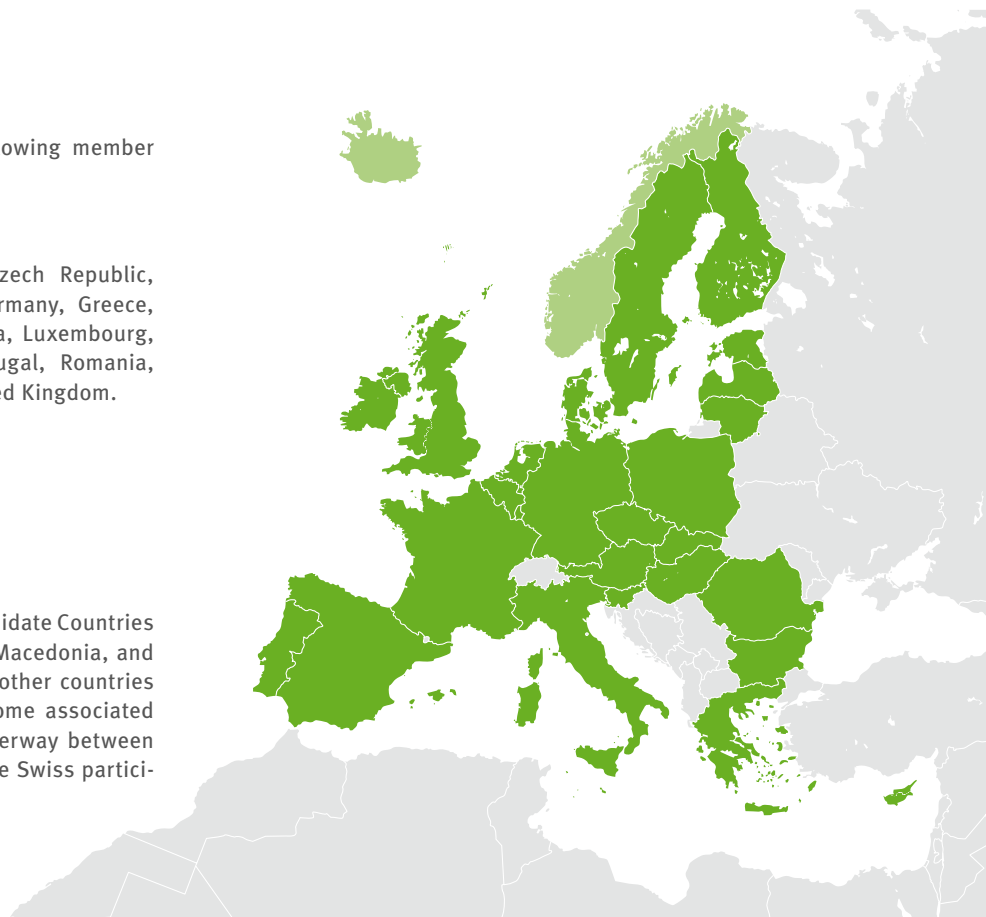 owing member
zech Republic,
rmany, Greece,
a, Luxembourg,
ugal, Romania,
ed Kingdom.
idate Countries
Macedonia, and
other countries
ome associated
erway between
e Swiss partici-